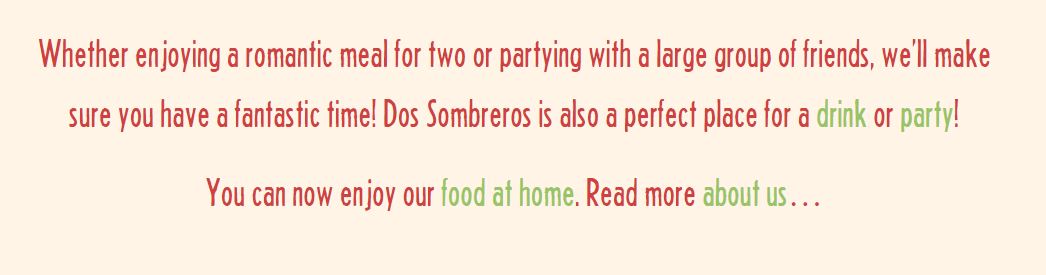 Whether enjoying a romantic meal for two or partying with a large group of friends, we'll make
sure you have a fantastic time! Dos Sombreros is also a perfect place for a drink or party!
You can now enjoy our food at home. Read more about us...